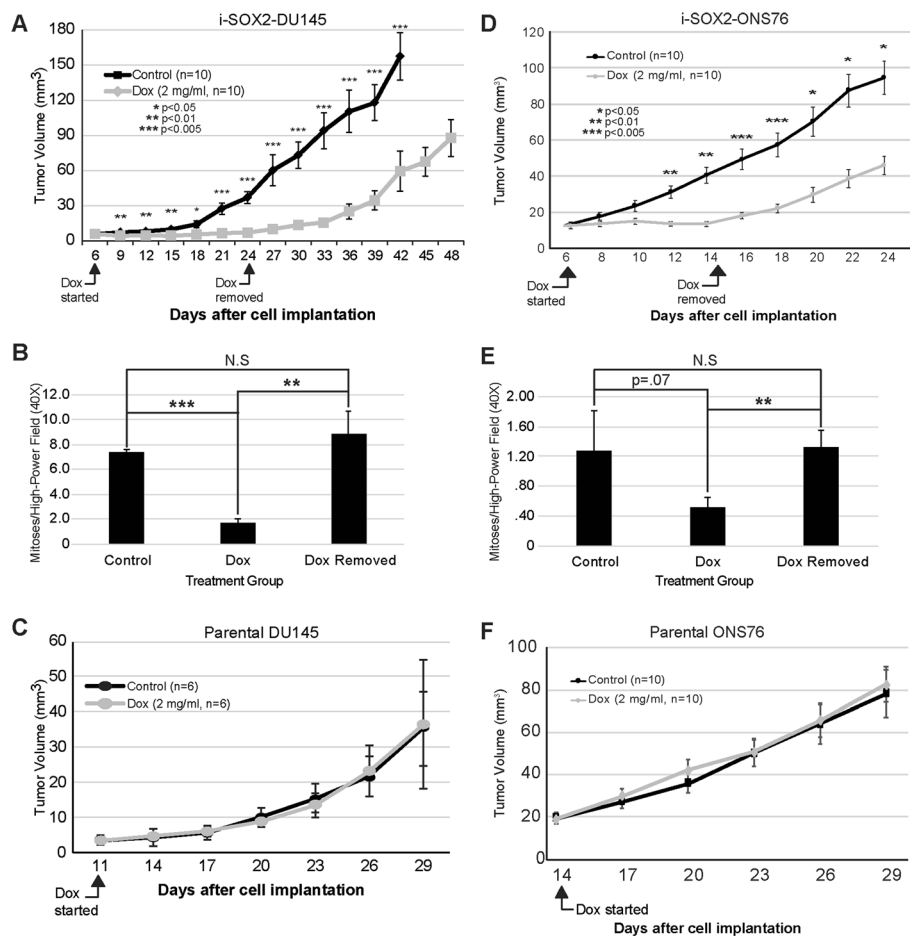 A
i-SOX2-DU145
Tumor Volume (mm3)
180
150
120
90
60
30
0
Control (n=10)
Dox (2 mg/ml, n=10)
* p<0.05
** p<0.01
*** p<0.005
** ** ** * *** *** *** *** *** *** *** ***
6 9 12 15 18 21 24 27 30 33 36 39 42 45 48
Dox
started
Dox
removed
Days after cell implantation
B
N.S
***
**
Mitoses/High-Power Field (40X)
12.0
10.0
8.0
6.0
4.0
2.0
0
Control Dox Dox Removed
Treatment Group
C
Parental DU145
Tumor Volume (mm3)
60
50
40
30
20
10
0
Control (n=6)
Dox (2 mg/ml, n=6)
11 14 17 20 23 26 29
Dox
started
Days after cell implantation
D
i-SOX2-ONS76
Tumor Volume (mm3)
120
100
80
60
40
20
0
Control (n=10)
Dox (2 mg/ml, n=10)
* p<0.05
** p<0.01
*** p<0.005
** ** *** *** * * *
6 8 10 12 14 16 18 20 22 24
Dox
started
Dox
removed
Days after cell implantation
E
N.S
p=.07
**
Mitoses/High-Power Field (40X)
2.00
1.60
1.20
.80
.40
0
Control Dox Dox Removed
Treatment Group
F
Parental ONS76
Tumor Volume (mm3)
100
80
60
40
20
0
Control (n=10)
Dox (2 mg/ml, n=10)
14 17 20 23 26 29
Dox started
Days after cell implantation